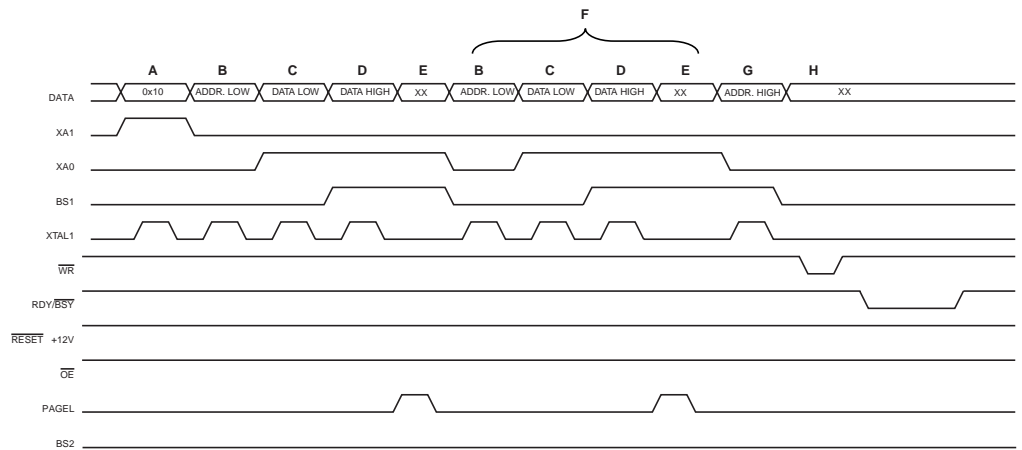 F
A B C D E B C D E G H
DATA 0x10 ADDR. LOW DATA LOW DATA HIGH XX ADDR. LOW DATA LOW DATA HIGH XX ADDR. HIGH XX
XA1
XA0
BS1
XTAL1
WR
RDY/BSY
RESET +12V
OE
PAGEL
BS2